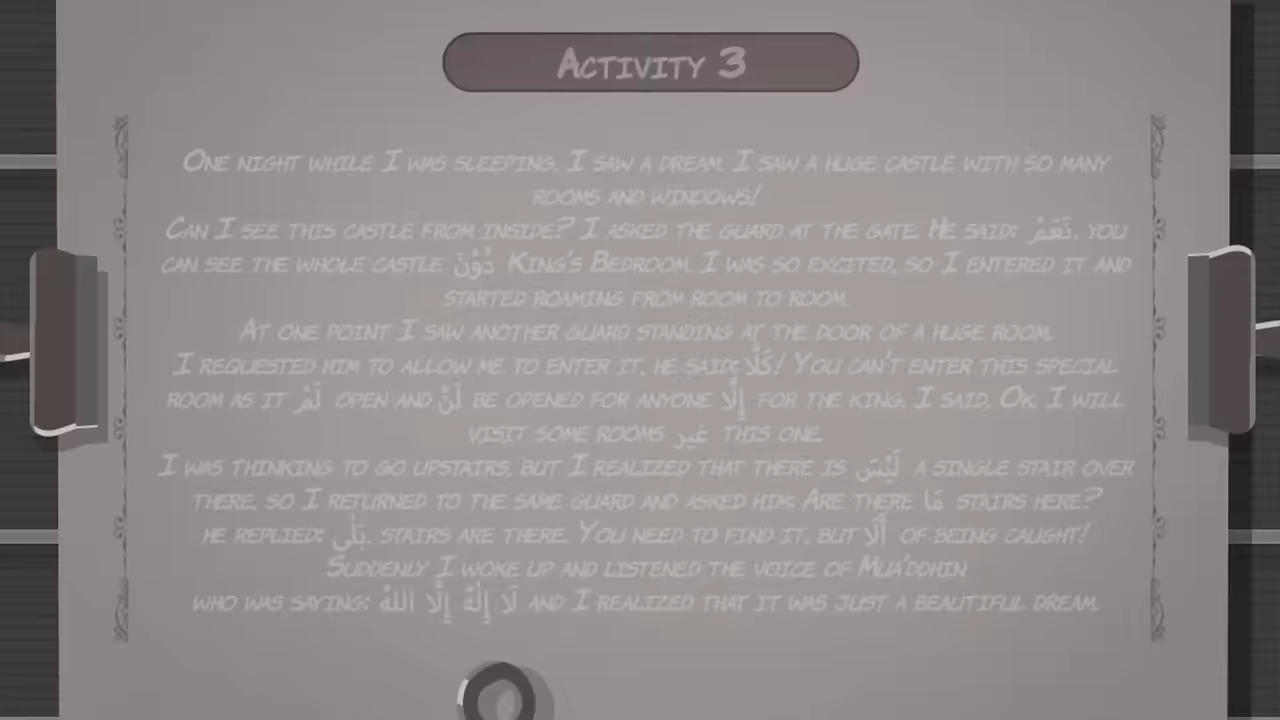 Activity 3
One night while I was sleeping, I saw a dream. I saw a huge castle with so many
rooms and windows!
Can I see this castle from inside? I asked the guard at the gate. He said: نَعَمْ, you
can see the whole castle دُوْنَ King's Bedroom. I was so excited, so I entered it and
started roaming from room to room.
At one point I saw another guard standing at the door of a huge room.
I requested him to allow me to enter it, he said: كَلَّا! You can't enter this special
room as it لَمْ open and لَنْ be opened for anyone إِلَّا for the king. I said, Ok. I will
visit some rooms غير this one.
I was thinking to go upstairs, but I realized that there is لَيْسَ a single stair over
there, so I returned to the same guard and asked him: Are there مَا stairs here?
he replied: بَلٰى, stairs are there. You need to find it, but أَلَّا of being caught!
Suddenly I woke up and listened the voice of Mua'ddhin
who was saying: لَا إِلٰهَ إِلَّا اللهُ and I realized that it was just a beautiful dream.